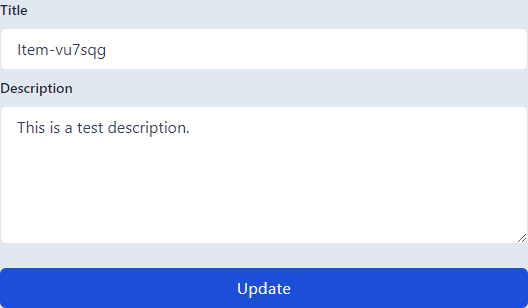 Title
Item-vu7sqg
Description
This is a test description.
Update